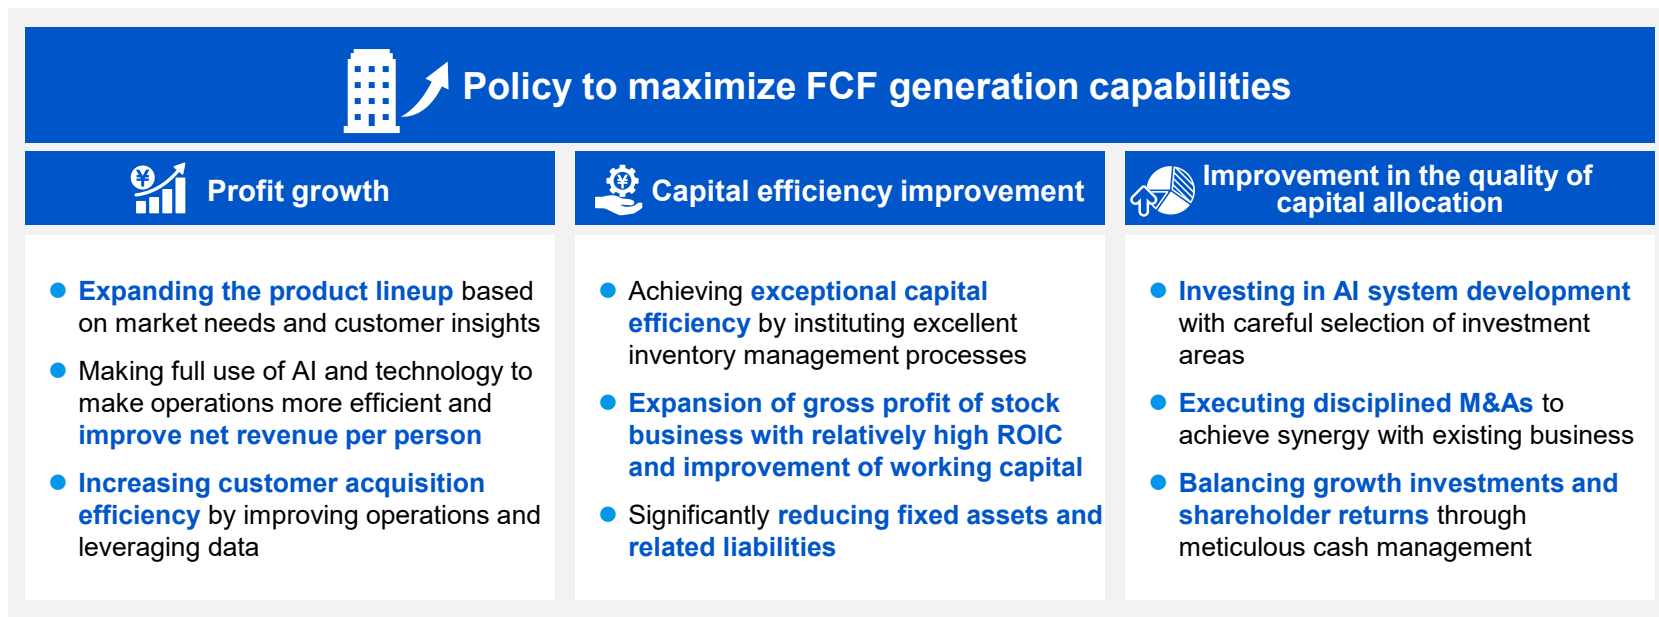 Policy to maximize FCF generation capabilities
¥
Profit growth
Expanding the product lineup based
on market needs and customer insights
Making full use of AI and technology to
make operations more efficient and
improve net revenue per person
Increasing customer acquisition
efficiency by improving operations and
leveraging data
¥
Capital efficiency improvement
Achieving exceptional capital
efficiency by instituting excellent
inventory management processes
Expansion of gross profit of stock
business with relatively high ROIC
and improvement of working capital
Significantly reducing fixed assets and
related liabilities
Improvement in the quality of
capital allocation
Investing in AI system development
with careful selection of investment
areas
Executing disciplined M&As to
achieve synergy with existing business
Balancing growth investments and
shareholder returns through
meticulous cash management